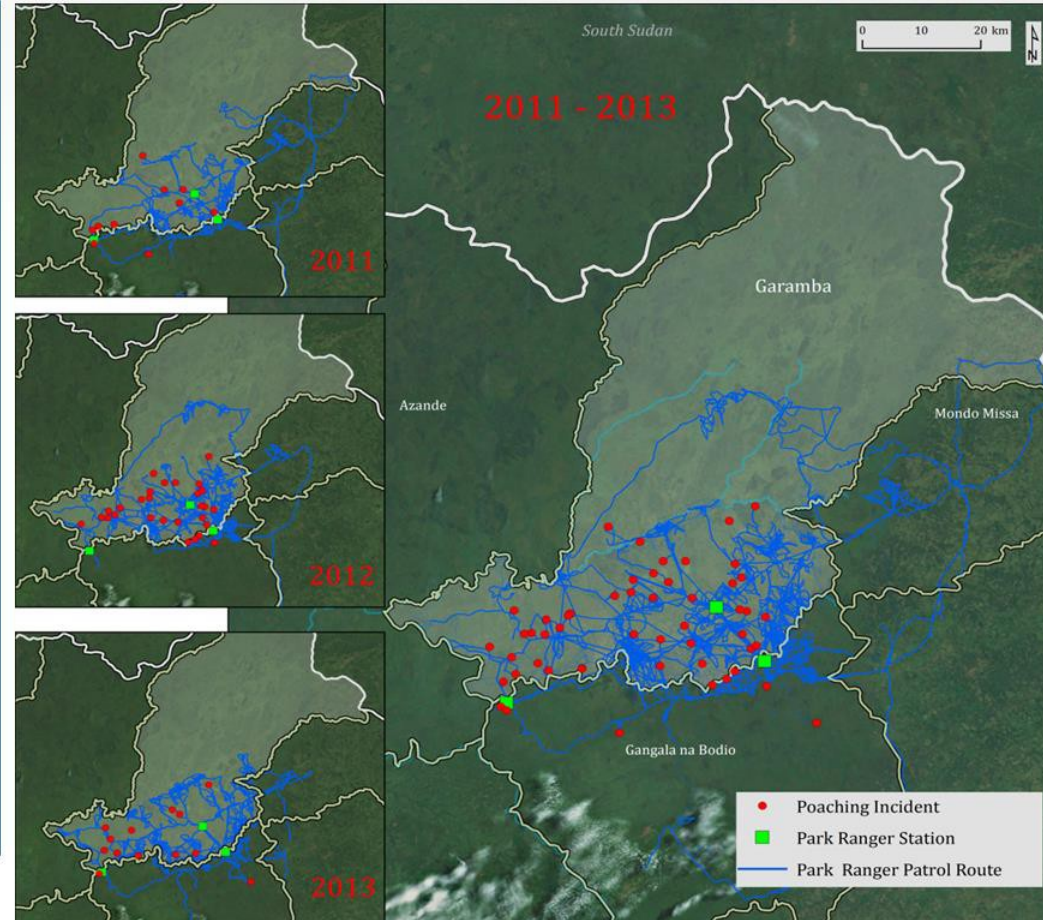 South Sudan
0 10 20 km
N
2011 - 2013
2011
Garamba
Azande
Mondo Missa
2012
Gangala na Bodio
2013
Poaching Incident
Park Ranger Station
Park Ranger Patrol Route